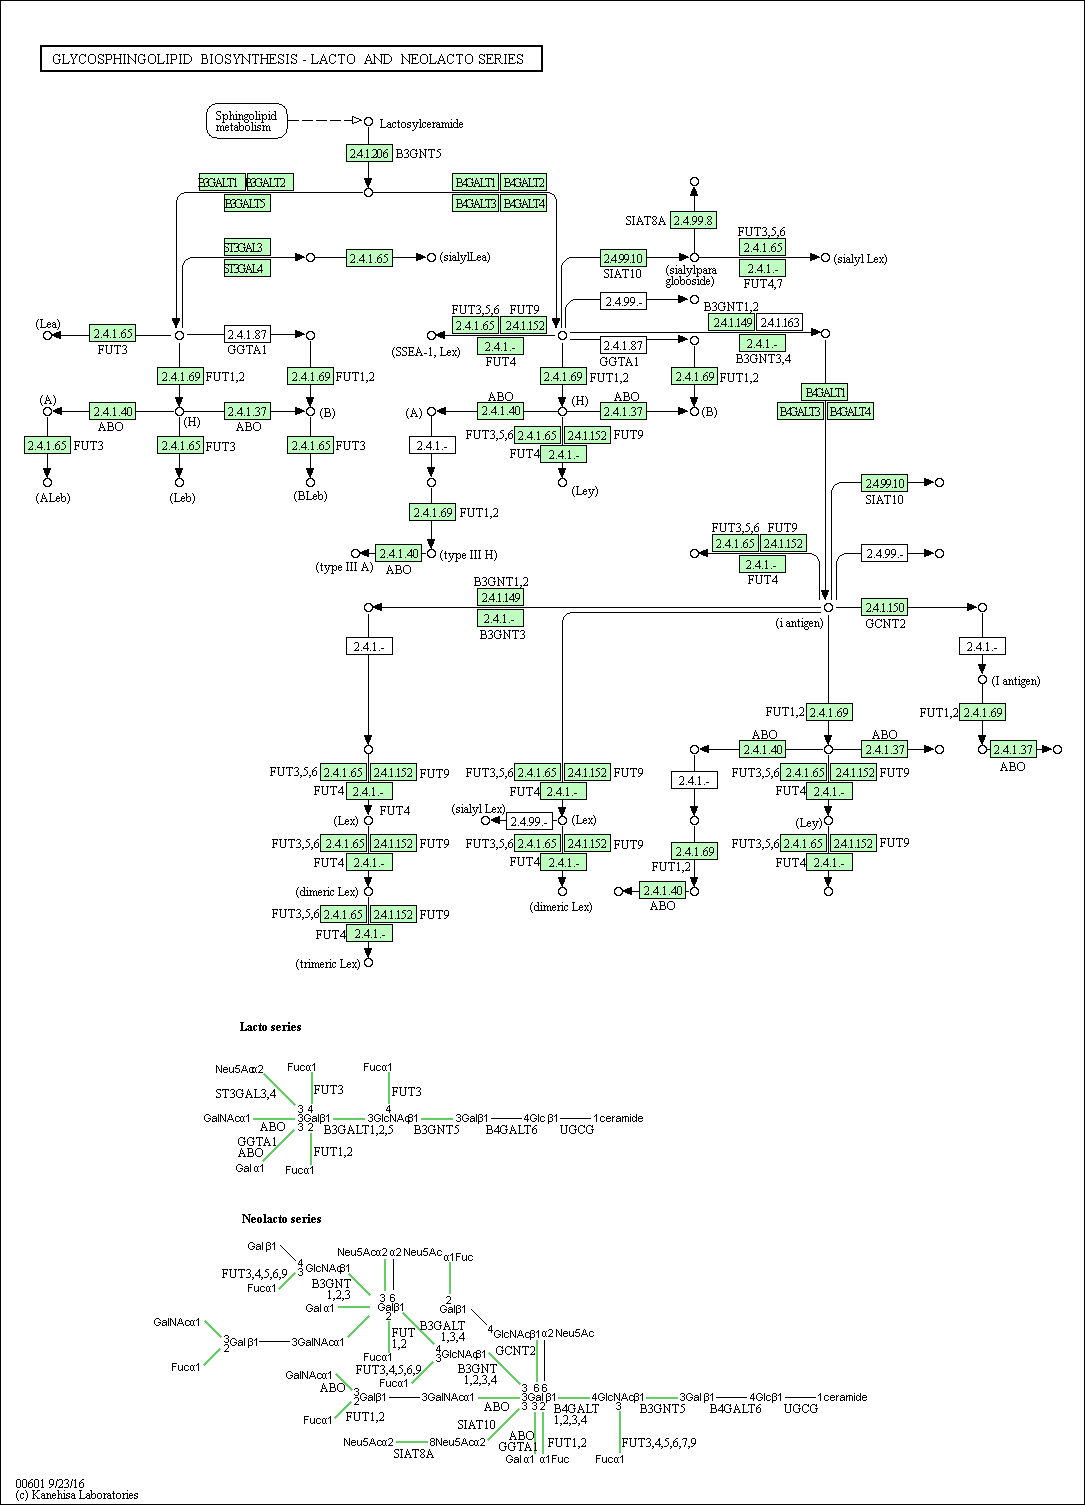 GLYCOSPHINGOLIPID BIOSYNTHESIS - LACTO AND NEOLACTO SERIES
Sphingolipid
metabolism
Lactosylceramide
2.4.1.206 B3GNT5
B3GALT1 B3GALT2 B4GALT1 B4GALT2
B3GALT5 B4GALT3 B4GALT4
SIAT8A 2.4.99.8
FUT3,5,6
ST3GAL3 2.4.1.65
2.4.1.65 (sialylLea) 2.4.99.10 (sialyl Lex)
ST3GAL4 SIAT10 (sialylpara 2.4.1.-
globoside) FUT4,7
2.4.99.-
FUT3,5,6 FUT9 B3GNT1,2
(Lea) 2.4.1.65 2.4.1.152 2.4.1.149 2.4.1.163
2.4.1.65 2.4.1.87
FUT3 GGTA1 (SSEA-1, Lex) 2.4.1.- 2.4.1.87 2.4.1.-
FUT4 GGTA1 B3GNT3,4
2.4.1.69 FUT1,2 2.4.1.69 FUT1,2 2.4.1.69 FUT1,2 2.4.1.69 FUT1,2
B4GALT1
(A) ABO (H) ABO B4GALT3 B4GALT4
2.4.1.40 2.4.1.37 (B) (A) 2.4.1.40 2.4.1.37 (B)
ABO (H) ABO
FUT3,5,6 2.4.1.65 2.4.1.152 FUT9
2.4.1.65 FUT3 2.4.1.65 FUT3 2.4.1.65 FUT3 2.4.1.-
FUT4 2.4.1.-
2.4.99.10
(ALeb) (Leb) (BLeb) (Ley) SIAT10
2.4.1.69 FUT1,2
FUT3,5,6 FUT9
2.4.1.65 2.4.1.152
2.4.1.40 (type III H) 2.4.99.-
(type III A) ABO 2.4.1.-
FUT4
B3GNT1,2
2.4.1.149
2.4.1.150
2.4.1.- (i antigen) GCNT2
B3GNT3
2.4.1.- 2.4.1.-
(I antigen)
FUT1,2 2.4.1.69 FUT1,2 2.4.1.69
ABO ABO
2.4.1.40 2.4.1.37 2.4.1.37
ABO
FUT3,5,6 2.4.1.65 2.4.1.152 FUT9 FUT3,5,6 2.4.1.65 2.4.1.152 FUT9 2.4.1.- FUT3,5,6 2.4.1.65 2.4.1.152 FUT9
FUT4 2.4.1.- FUT4 2.4.1.- FUT4 2.4.1.-
FUT4 (sialyl Lex)
(Lex) 2.4.99.- (Lex) (Ley)
FUT3,5,6 2.4.1.65 2.4.1.152 FUT9 FUT3,5,6 2.4.1.65 2.4.1.152 FUT9 2.4.1.69 FUT3,5,6 2.4.1.65 2.4.1.152 FUT9
FUT4 2.4.1.- FUT4 2.4.1.- FUT1,2 FUT4 2.4.1.-
(dimeric Lex) 2.4.1.40
(dimeric Lex) ABO
FUT3,5,6 2.4.1.65 2.4.1.152 FUT9
FUT4 2.4.1.-
(trimeric Lex)
Lacto series
Neu5Acα2 Fucα1 Fucα1
ST3GAL3,4 FUT3 FUT3
3 4 4
GalNAcα1 3Galβ1 3GlcNAcβ1 3Galβ1 4Glcβ1 1ceramide
ABO 3 2 B3GALT1,2,5 B3GNT5 B4GALT6 UGCG
GGTA1
ABO FUT1,2
Galα1 Fucα1
Neolacto series
Galβ1 Neu5Acα2 α2Neu5Ac α1Fuc
4
3 GlcNAcβ1
FUT3,4,5,6,9 B3GNT
Fucα1 1,2,3 3 6 2
Galα1 Galβ1 Galβ1
GalNAcα1 2 B3GALT
FUT 1,3,4 4GlcNAcβ1 α2Neu5Ac
3 1,2
2Galβ1 3GalNAcα1 4 GCNT2
Fucα1 3GlcNAcβ1
Fucα1 FUT3,4,5,6,9 B3GNT
GalNAcα1 Fucα1 1,2,3,4
ABO 3 3 6 6
2Galβ1 3GalNAcα1 3Galβ1 4GlcNAcβ1 3Galβ1 4Glcβ1 1ceramide
ABO 3 3 2 B4GALT 3 B3GNT5 B4GALT6 UGCG
Fucα1 FUT1,2 SIAT10 1,2,3,4
ABO
Neu5Acα2 8Neu5Acα2 GGTA1 FUT1,2 FUT3,4,5,6,7,9
SIAT8A Galα1 α1Fuc Fucα1
00601 9/23/16
(c) Kanehisa Laboratories